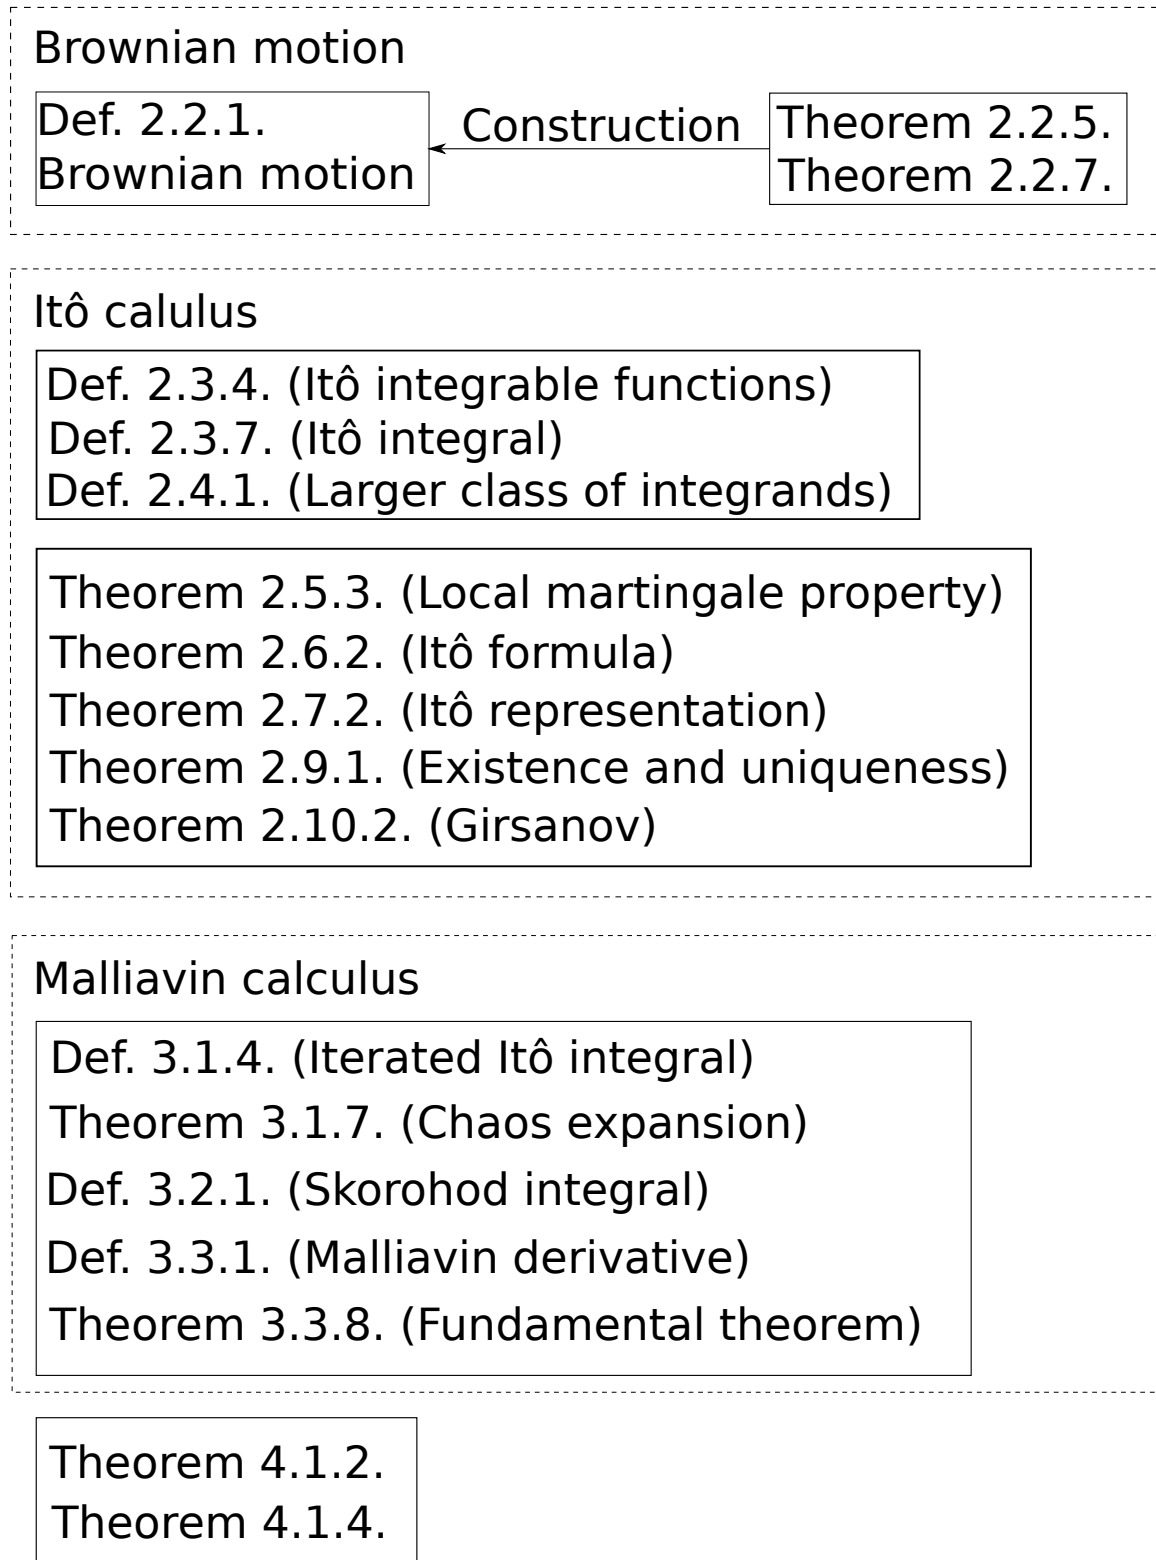 Brownian motion
Def. 2.2.1.
Brownian motion
Construction
Theorem 2.2.5.
Theorem 2.2.7.
Itô calulus
Def. 2.3.4. (Itô integrable functions)
Def. 2.3.7. (Itô integral)
Def. 2.4.1. (Larger class of integrands)
Theorem 2.5.3. (Local martingale property)
Theorem 2.6.2. (Itô formula)
Theorem 2.7.2. (Itô representation)
Theorem 2.9.1. (Existence and uniqueness)
Theorem 2.10.2. (Girsanov)
Malliavin calculus
Def. 3.1.4. (Iterated Itô integral)
Theorem 3.1.7. (Chaos expansion)
Def. 3.2.1. (Skorohod integral)
Def. 3.3.1. (Malliavin derivative)
Theorem 3.3.8. (Fundamental theorem)
Theorem 4.1.2.
Theorem 4.1.4.